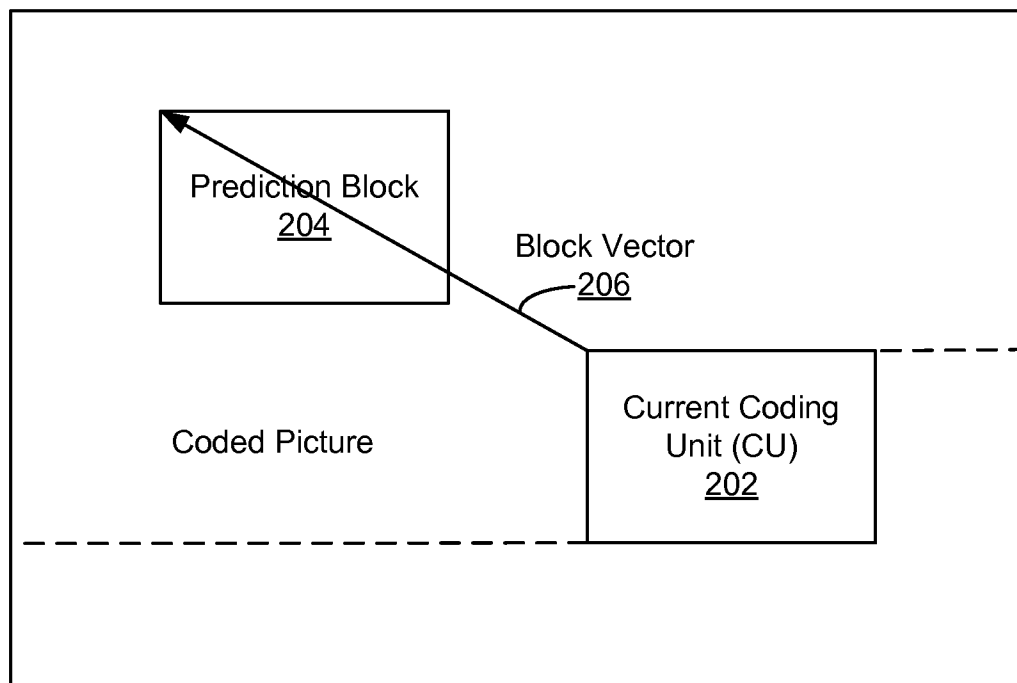 Prediction Block
204
Block Vector
206
Current Coding
Unit (CU)
202
Coded Picture